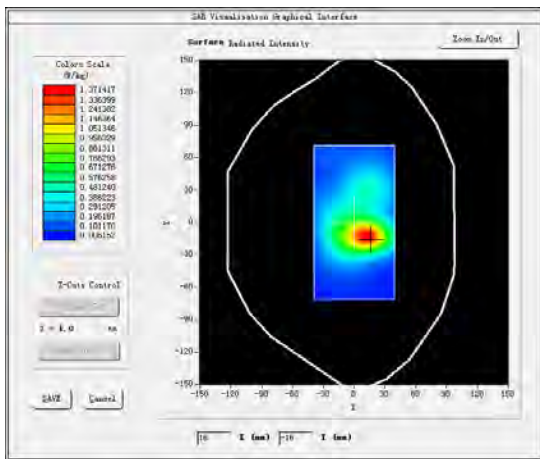 SAR Visualisation Graphical Interface
Surface Radiated Intensity
Zoom In/Out
Colors Scale
(W/kg)
1.371417
1.336399
1.241382
1.146364
1.051346
0.956329
0.861311
0.766293
0.671276
0.576258
0.481240
0.386223
0.291205
0.196187
0.101170
0.006152
150
120
90
60
30
0
-30
-60
-90
-120
-150
-150 -120 -90 -60 -30 0 30 60 90 120 150
Z-Cuts Control
mm
SAVE
Cancel
16 X (mm) -16 Y (mm)